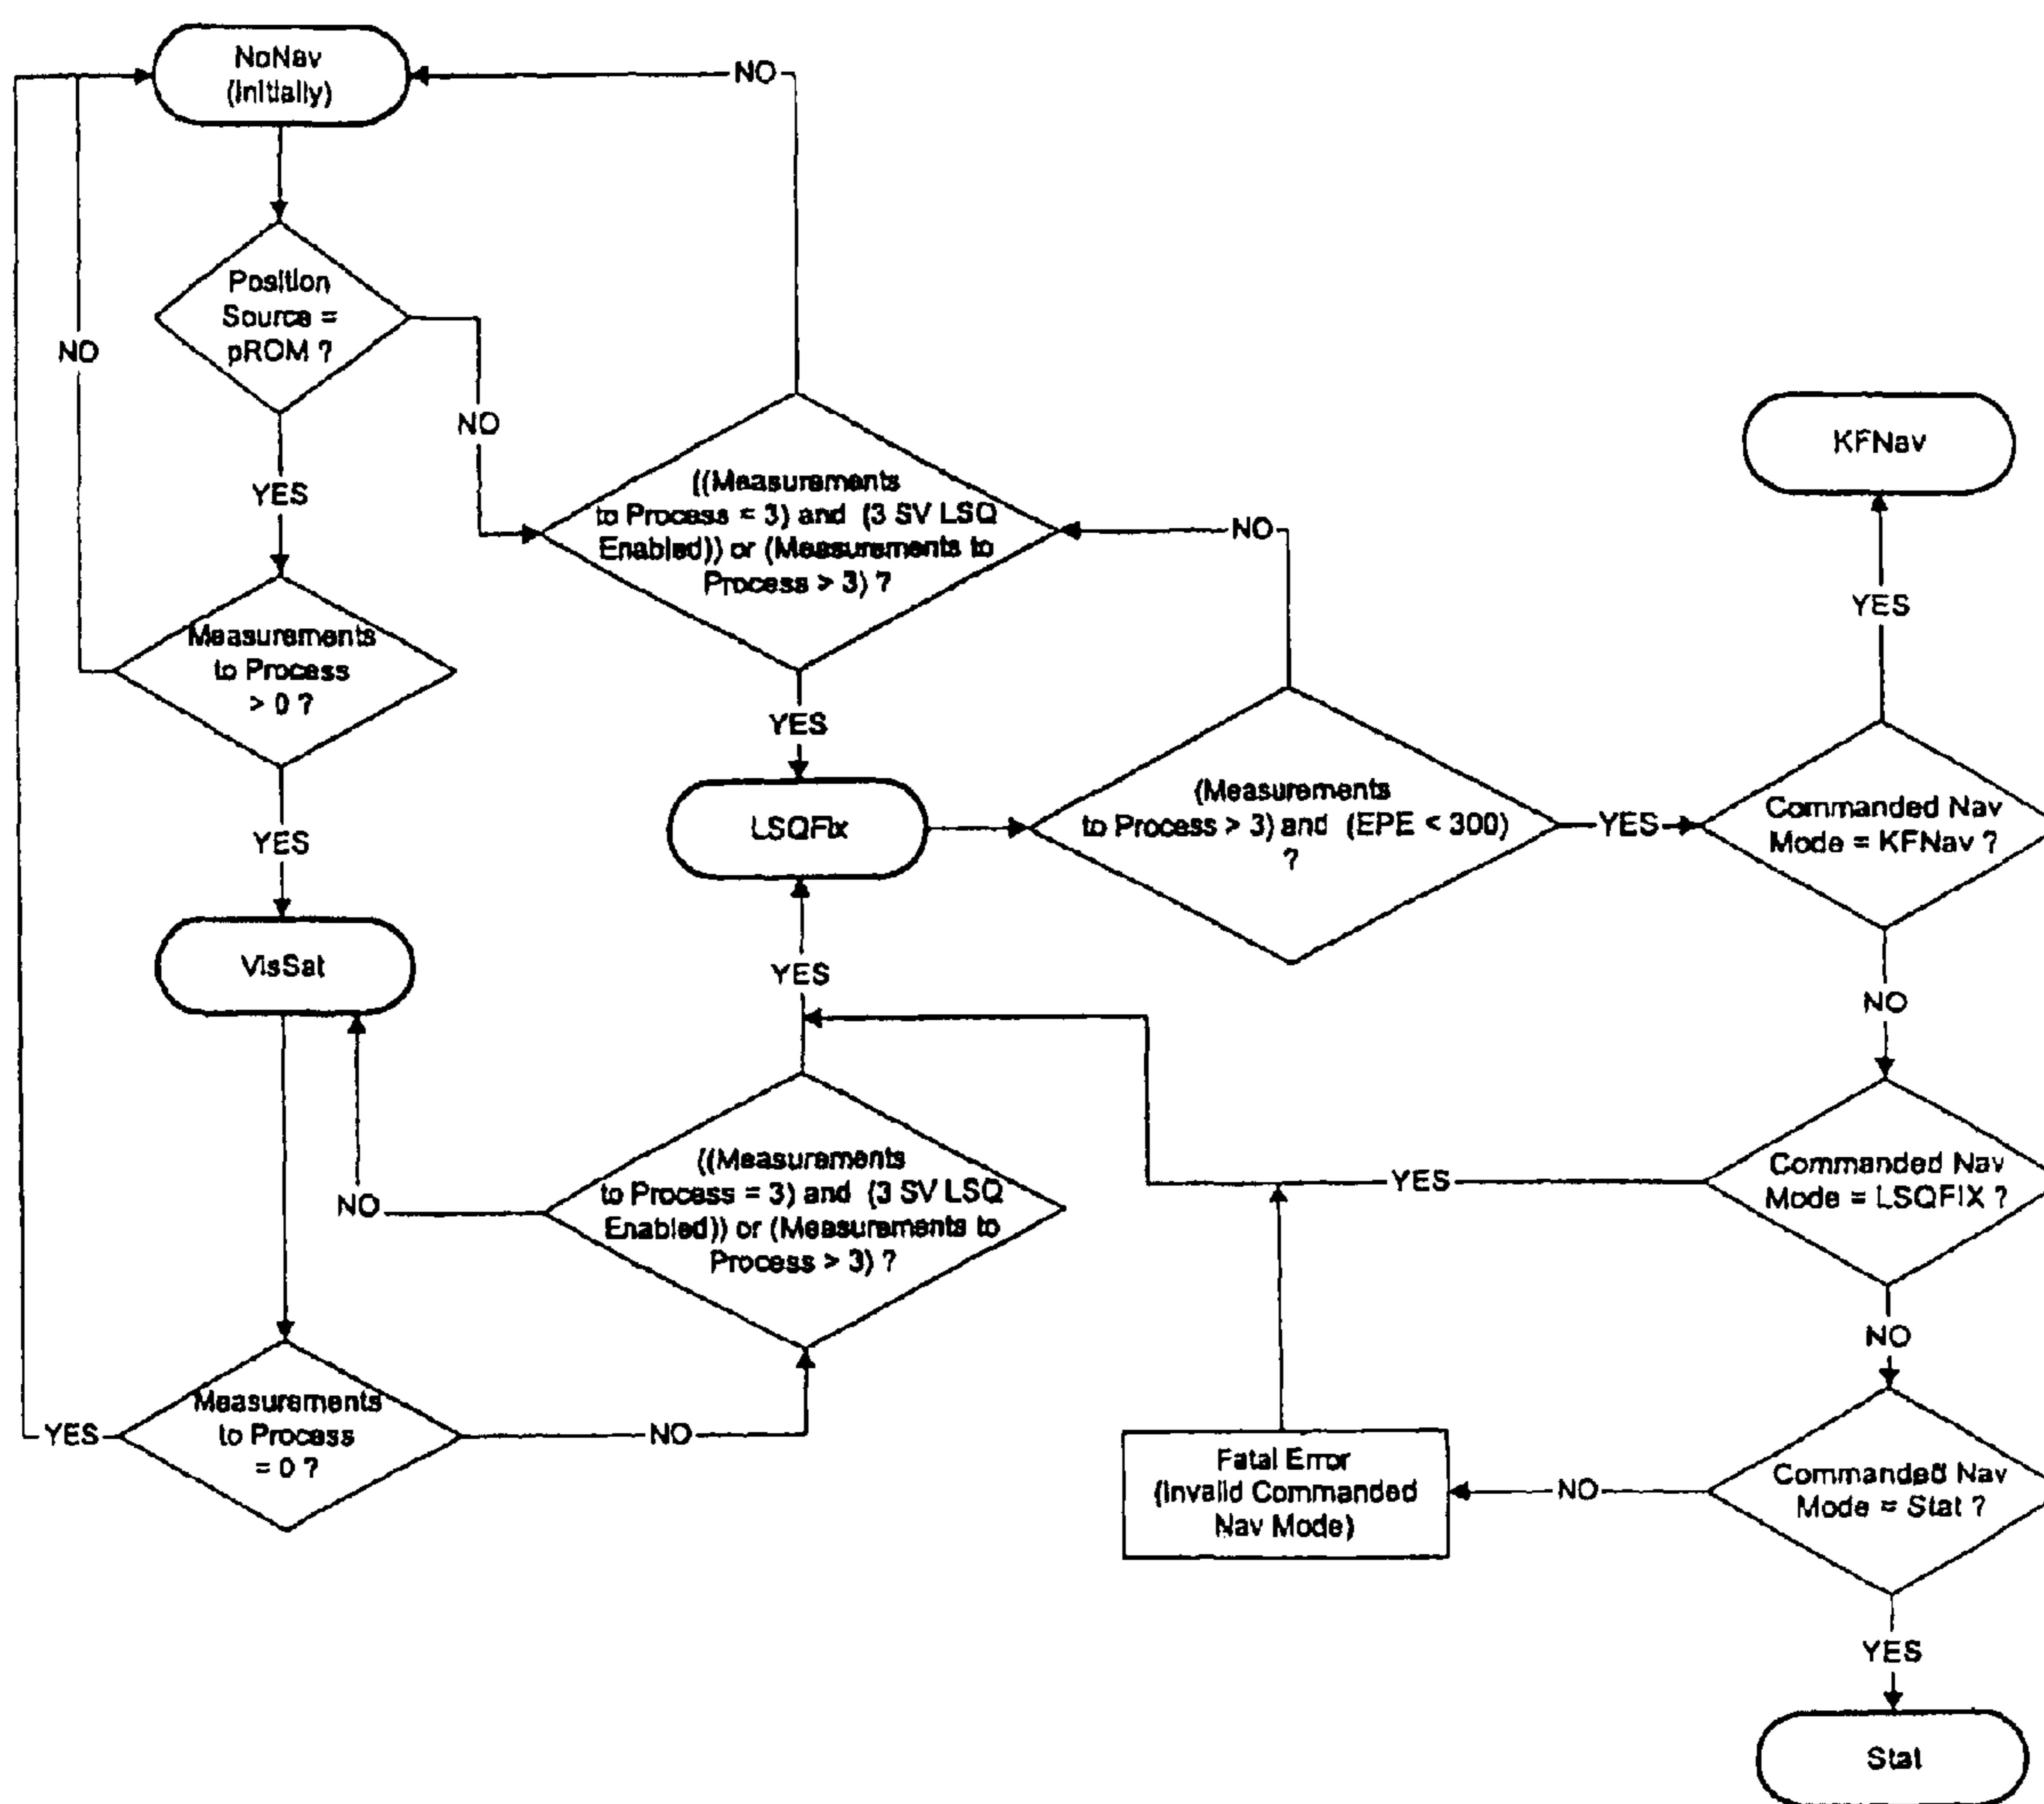 NoNav
(Initially)
NO
Position
Source =
pROM ?
NO
NO
YES
((Measurements
to Process = 3) and (3 SV LSQ
Enabled)) or (Measurements to
Process > 3) ?
NO
KFNav
YES
Measurements
to Process
> 0 ?
YES
YES
LSQFix
(Measurements
to Process > 3) and (EPE < 300)
?
YES
Commanded Nav
Mode = KFNav ?
NO
VisSat
YES
NO
((Measurements
to Process = 3) and (3 SV LSQ
Enabled)) or (Measurements to
Process > 3) ?
YES
Commanded Nav
Mode = LSQFIX ?
NO
YES
Measurements
to Process
= 0 ?
NO
Fatal Error
(Invalid Commanded
Nav Mode)
NO
Commanded Nav
Mode = Stat ?
YES
Stat